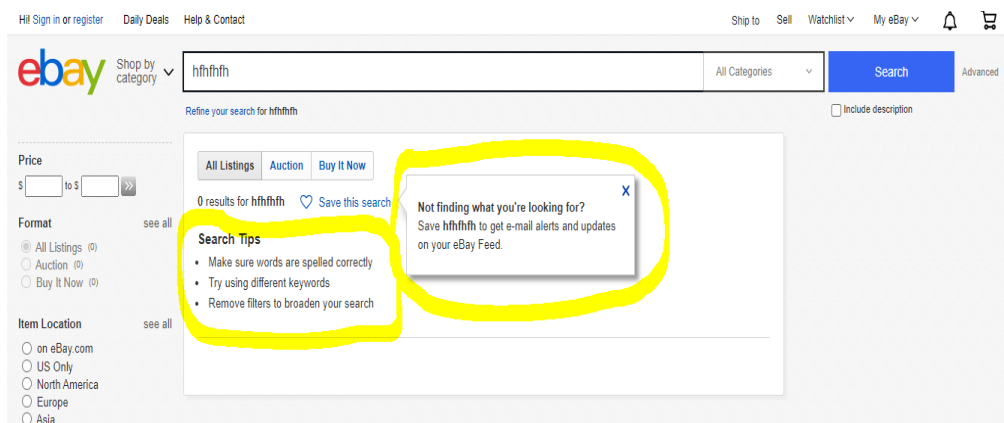 Hi! Sign in or register Daily Deals Help & Contact Ship to Sell Watchlist My eBay
ebay Shop by category hfhfhfh All Categories Search Advanced
Refine your search for hfhfhfh Include description
Price
$ to $
Format see all
All Listings (0)
Auction (0)
Buy It Now (0)
Item Location see all
on eBay.com
US Only
North America
Europe
Asia
All Listings Auction Buy It Now
0 results for hfhfhfh Save this search
Search Tips
• Make sure words are spelled correctly
• Try using different keywords
• Remove filters to broaden your search
X
Not finding what you're looking for?
Save hfhfhfh to get e-mail alerts and updates
on your eBay Feed.